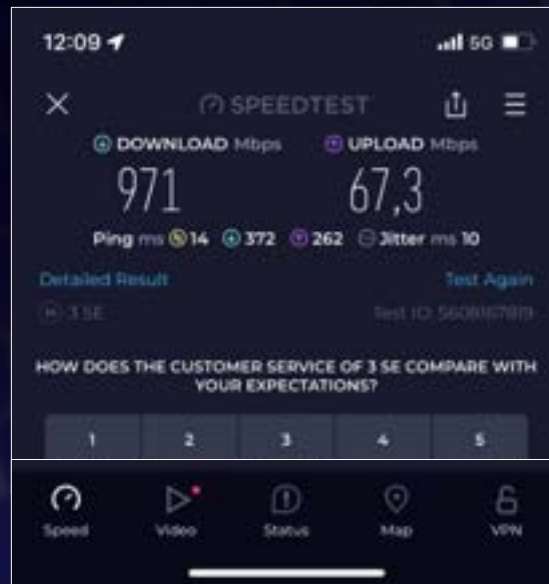 12:09 5G
SPEEDTEST
DOWNLOAD Mbps UPLOAD Mbps
971 67,3
Ping ms 14 372 262 Jitter ms 10
Detailed Result Test Again
3 SE Test ID
HOW DOES THE CUSTOMER SERVICE OF 3 SE COMPARE WITH
YOUR EXPECTATIONS?
1 2 3 4 5
Speed Video Status Map VPN